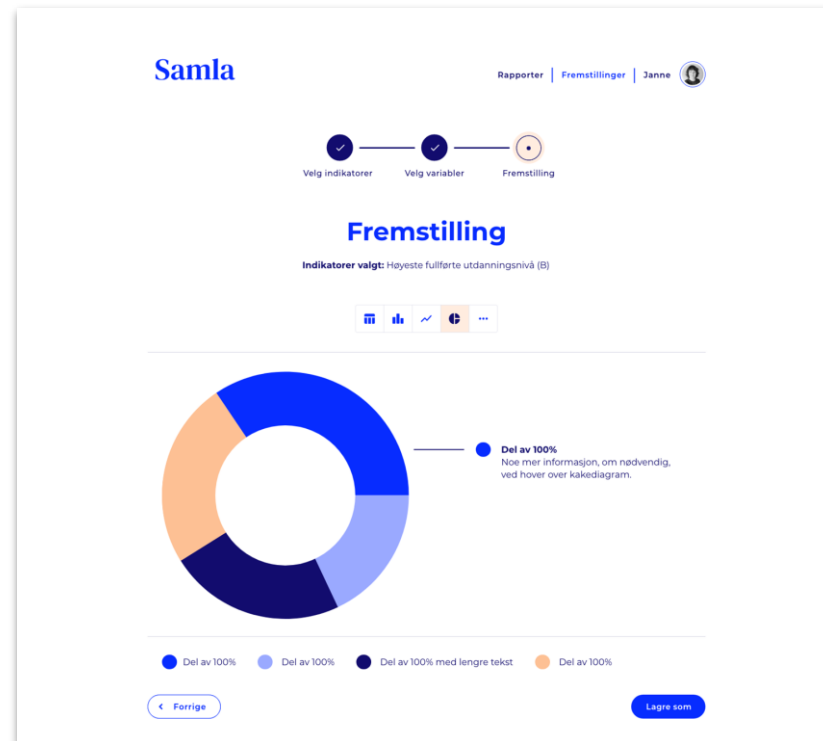 Samla
Rapporter | Fremstillinger | Janne
Velg indikatorer
Velg variabler
Fremstilling
Fremstilling
Indikatorer valgt: Høyeste fullførte utdanningsnivå (B)
Del av 100%
Noe mer informasjon, om nødvendig,
ved hover over kakediagram.
Del av 100%
Del av 100%
Del av 100% med lengre tekst
Del av 100%
Forrige
Lagre som